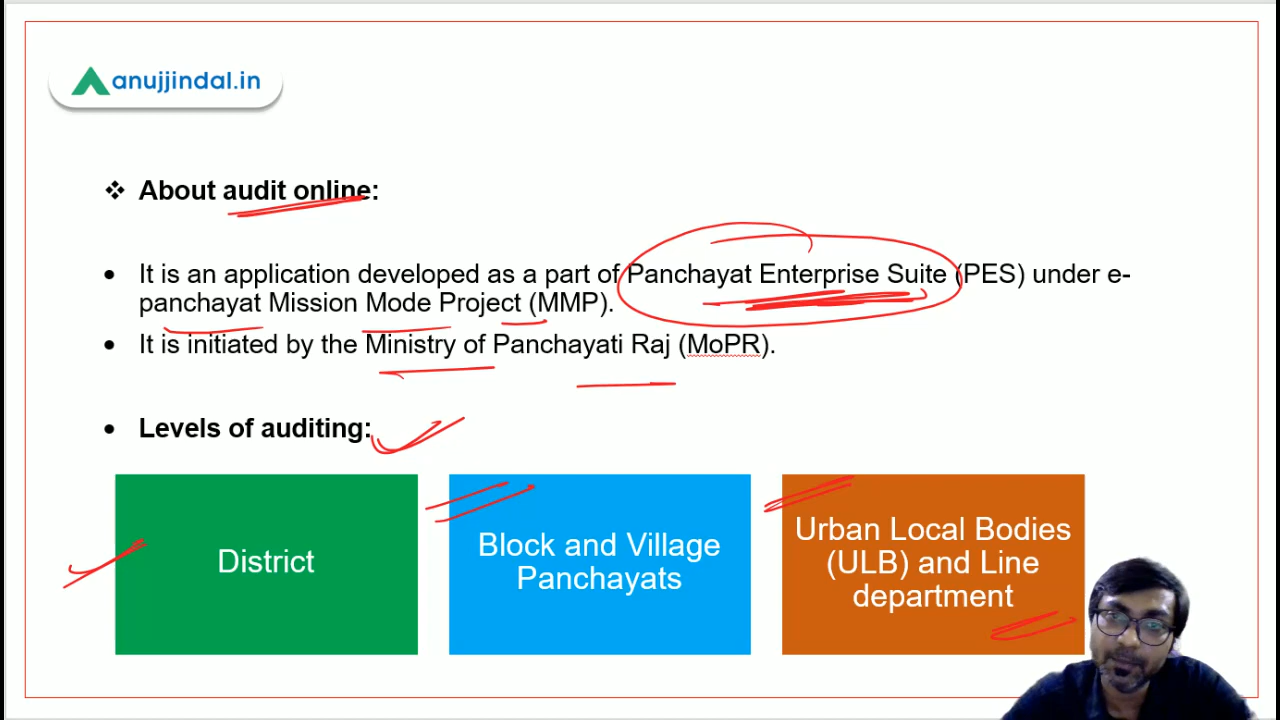 anujjindal.in
❖ About audit online:
• It is an application developed as a part of Panchayat Enterprise Suite (PES) under e-
panchayat Mission Mode Project (MMP).
• It is initiated by the Ministry of Panchayati Raj (MoPR).
• Levels of auditing:
District
Block and Village
Panchayats
Urban Local Bodies
(ULB) and Line
department